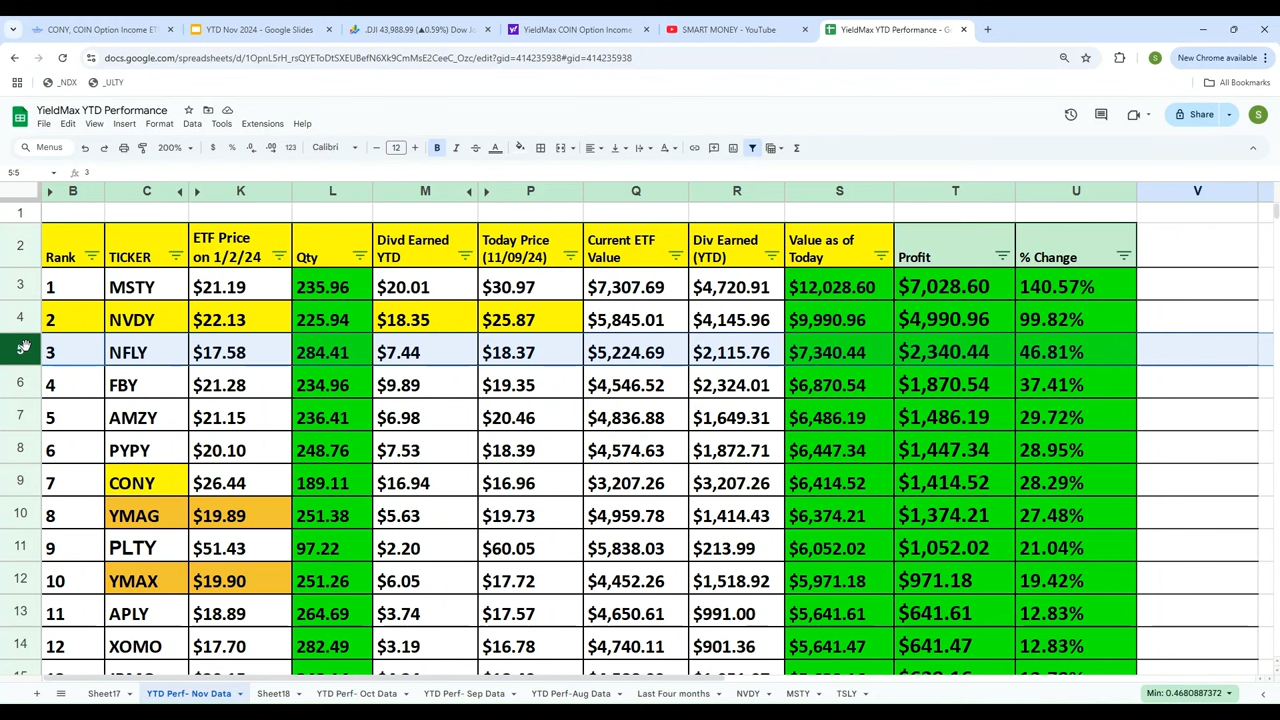 CONY, COIN Option Income ET
YTD Nov 2024 - Google Slides
.DJI 43,988.99 (▲0.59%) Dow Jo
YieldMax COIN Option Income
SMART MONEY - YouTube
YieldMax YTD Performance - G
docs.google.com/spreadsheets/d/1OpnL5rH_rsQYEToDtSXEUBefN6Xk9CmMsE2CeeC_Ozc/edit?gid=414235938#gid=414235938
S
New Chrome available
_NDX
_ULTY
All Bookmarks
YieldMax YTD Performance
File Edit View Insert Format Data Tools Extensions Help
Share
S
Menus
200%
$ % .0 .00 123
Calibri
12
B I A
5:5
fx 3
B C K L M P Q R S T U V
1
2 Rank TICKER ETF Price on 1/2/24 Qty Divd Earned YTD Today Price (11/09/24) Current ETF Value Div Earned (YTD) Value as of Today Profit % Change
3 1 MSTY $21.19 235.96 $20.01 $30.97 $7,307.69 $4,720.91 $12,028.60 $7,028.60 140.57%
4 2 NVDY $22.13 225.94 $18.35 $25.87 $5,845.01 $4,145.96 $9,990.96 $4,990.96 99.82%
3 NFLY $17.58 284.41 $7.44 $18.37 $5,224.69 $2,115.76 $7,340.44 $2,340.44 46.81%
6 4 FBY $21.28 234.96 $9.89 $19.35 $4,546.52 $2,324.01 $6,870.54 $1,870.54 37.41%
7 5 AMZY $21.15 236.41 $6.98 $20.46 $4,836.88 $1,649.31 $6,486.19 $1,486.19 29.72%
8 6 PYPY $20.10 248.76 $7.53 $18.39 $4,574.63 $1,872.71 $6,447.34 $1,447.34 28.95%
9 7 CONY $26.44 189.11 $16.94 $16.96 $3,207.26 $3,207.26 $6,414.52 $1,414.52 28.29%
10 8 YMAG $19.89 251.38 $5.63 $19.73 $4,959.78 $1,414.43 $6,374.21 $1,374.21 27.48%
11 9 PLTY $51.43 97.22 $2.20 $60.05 $5,838.03 $213.99 $6,052.02 $1,052.02 21.04%
12 10 YMAX $19.90 251.26 $6.05 $17.72 $4,452.26 $1,518.92 $5,971.18 $971.18 19.42%
13 11 APLY $18.89 264.69 $3.74 $17.57 $4,650.61 $991.00 $5,641.61 $641.61 12.83%
14 12 XOMO $17.70 282.49 $3.19 $16.78 $4,740.11 $901.36 $5,641.47 $641.47 12.83%
Sheet17
YTD Perf- Nov Data
Sheet18
YTD Perf- Oct Data
YTD Perf- Sep Data
YTD Perf-Aug Data
Last Four months
NVDY
MSTY
TSLY
Min: 0.4680887372